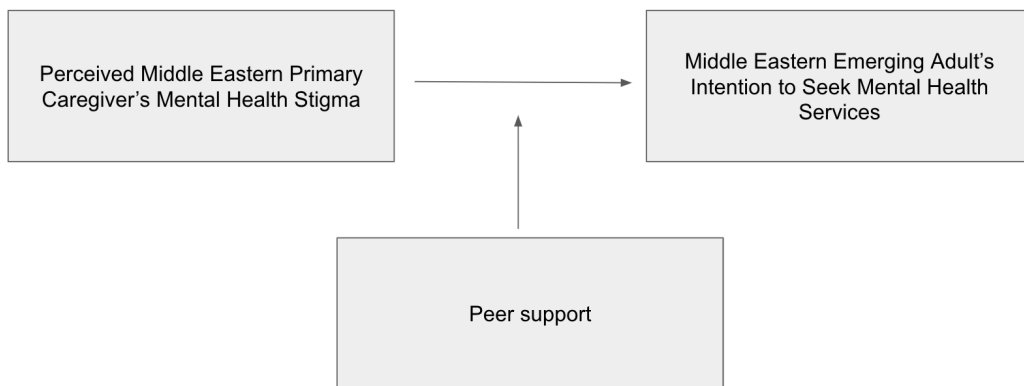 Perceived Middle Eastern Primary
Caregiver’s Mental Health Stigma
Middle Eastern Emerging Adult’s
Intention to Seek Mental Health
Services
Peer support